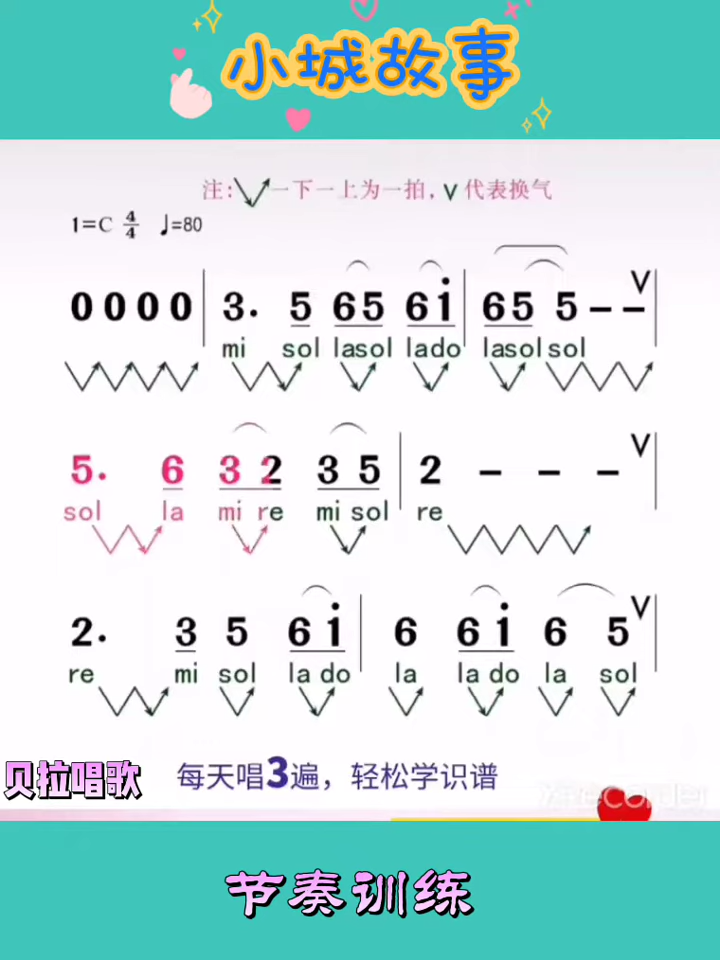 小城故事
注:一下一上为一拍,V代表换气
1=C 4/4 ♩=80
0 0 0 0 | 3. 5 65 6i | 65 5 – – V |
mi sol lasol lado lasol sol
5. 6 3 2 3 5 | 2 – – – V |
sol la mi re mi sol re
2. 3 5 6 i | 6 6 i 6 5 V |
re mi sol la do la la do la sol
贝拉唱歌
每天唱3遍，轻松学识谱
节奏训练